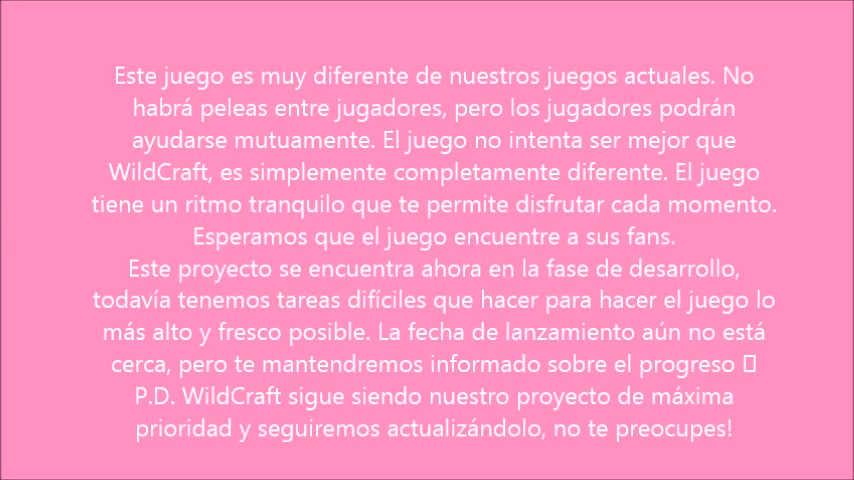 Este juego es muy diferente de nuestros juegos actuales. No
habrá peleas entre jugadores, pero los jugadores podrán
ayudarse mutuamente. El juego no intenta ser mejor que
WildCraft, es simplemente completamente diferente. El juego
tiene un ritmo tranquilo que te permite disfrutar cada momento.
Esperamos que el juego encuentre a sus fans.
Este proyecto se encuentra ahora en la fase de desarrollo,
todavía tenemos tareas difíciles que hacer para hacer el juego lo
más alto y fresco posible. La fecha de lanzamiento aún no está
cerca, pero te mantendremos informado sobre el progreso
P.D. WildCraft sigue siendo nuestro proyecto de máxima
prioridad y seguiremos actualizándolo, no te preocupes!